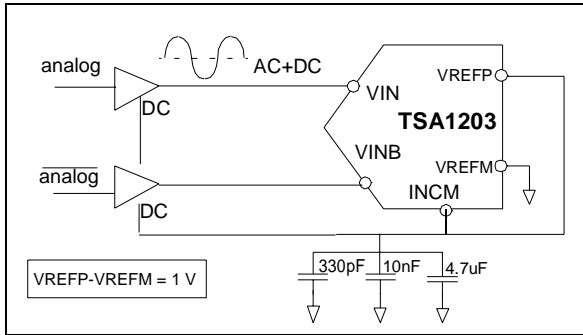 analog
AC+DC
VREFP
DC
VIN
TSA1203
VINB
VREFM
analog
INCM
DC
330pF
10nF
4.7uF
VREFP-VREFM = 1 V